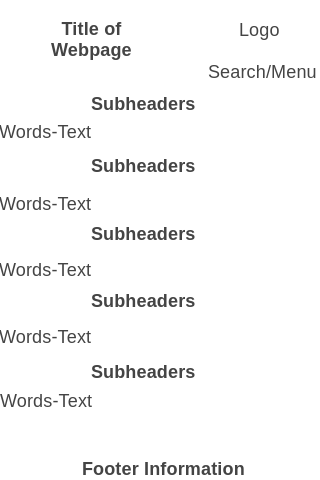 Title of
Webpage
Logo
Search/Menu
Subheaders
Words-Text
Subheaders
Words-Text
Subheaders
Words-Text
Subheaders
Words-Text
Subheaders
Words-Text
Footer Information